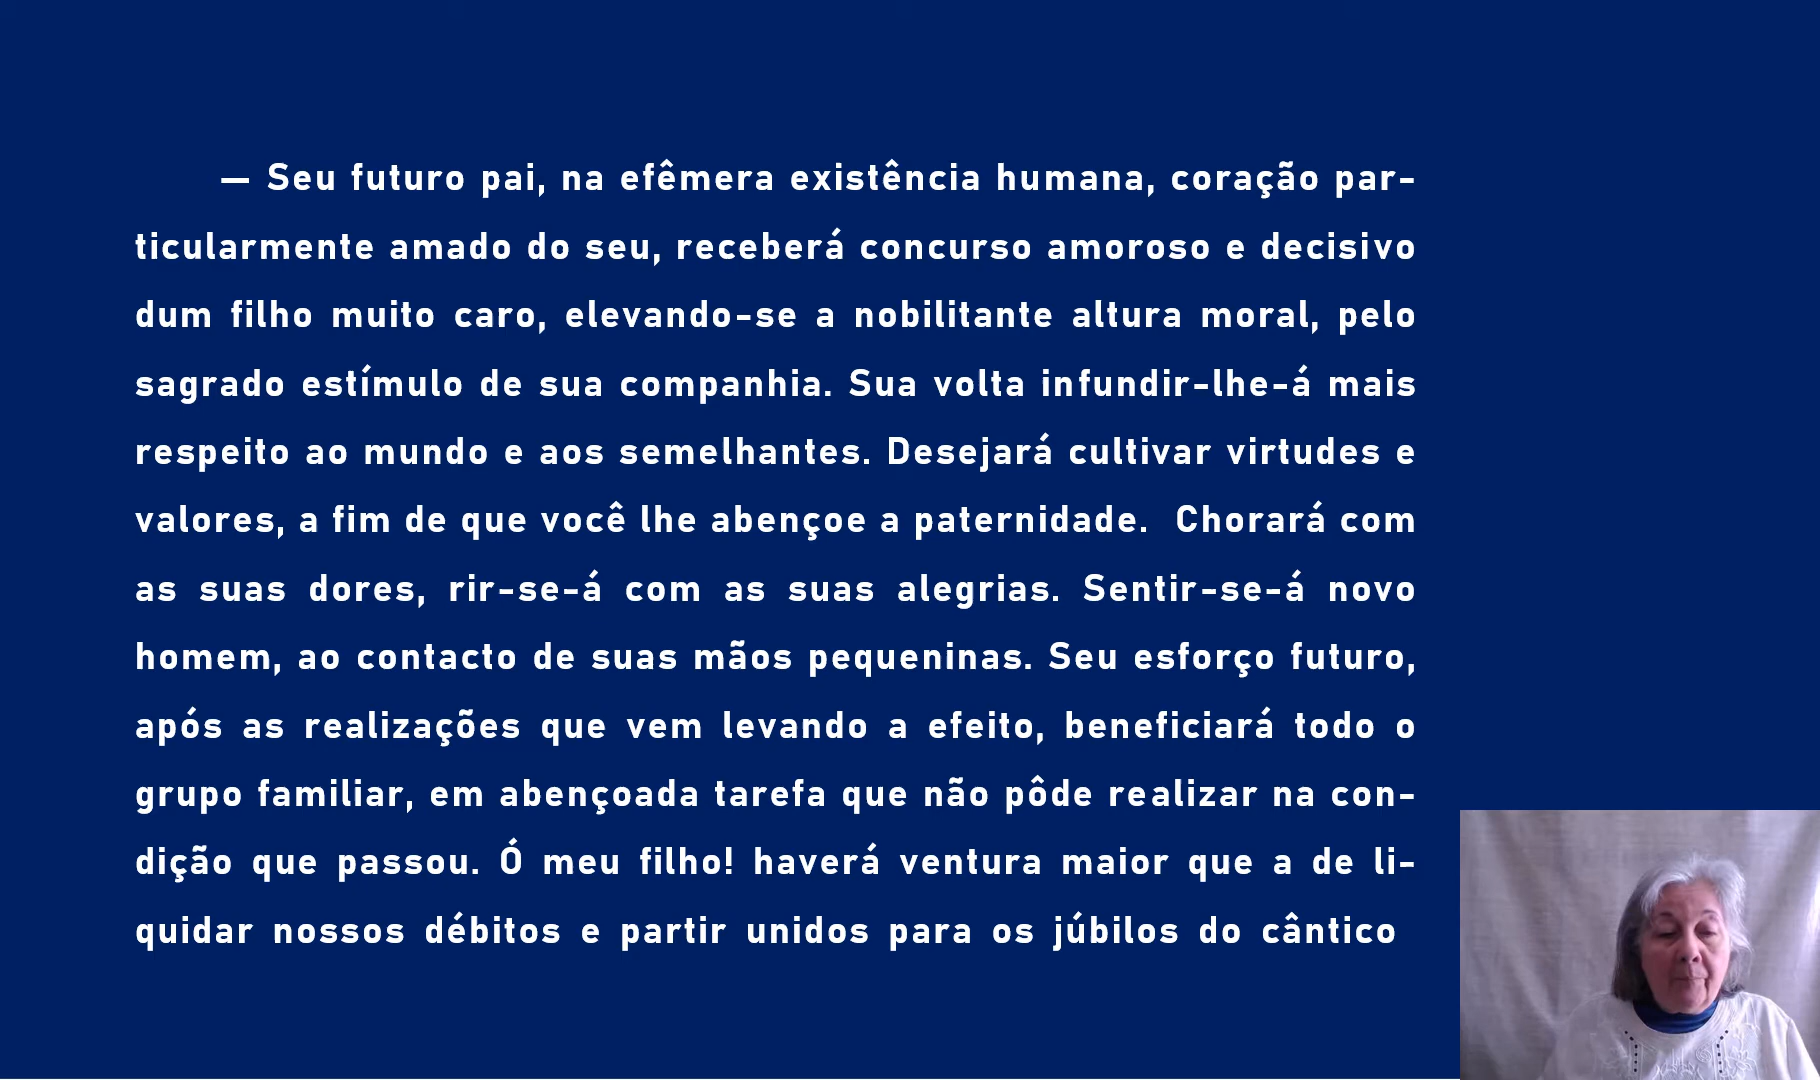 — Seu futuro pai, na efêmera existência humana, coração par-
ticularmente amado do seu, receberá concurso amoroso e decisivo
dum filho muito caro, elevando-se a nobilitante altura moral, pelo
sagrado estímulo de sua companhia. Sua volta infundir-lhe-á mais
respeito ao mundo e aos semelhantes. Desejará cultivar virtudes e
valores, a fim de que você lhe abençoe a paternidade.  Chorará com
as suas dores, rir-se-á com as suas alegrias. Sentir-se-á novo
homem, ao contacto de suas mãos pequeninas. Seu esforço futuro,
após as realizações que vem levando a efeito, beneficiará todo o
grupo familiar, em abençoada tarefa que não pôde realizar na con-
dição que passou. Ó meu filho! haverá ventura maior que a de li-
quidar nossos débitos e partir unidos para os júbilos do cântico